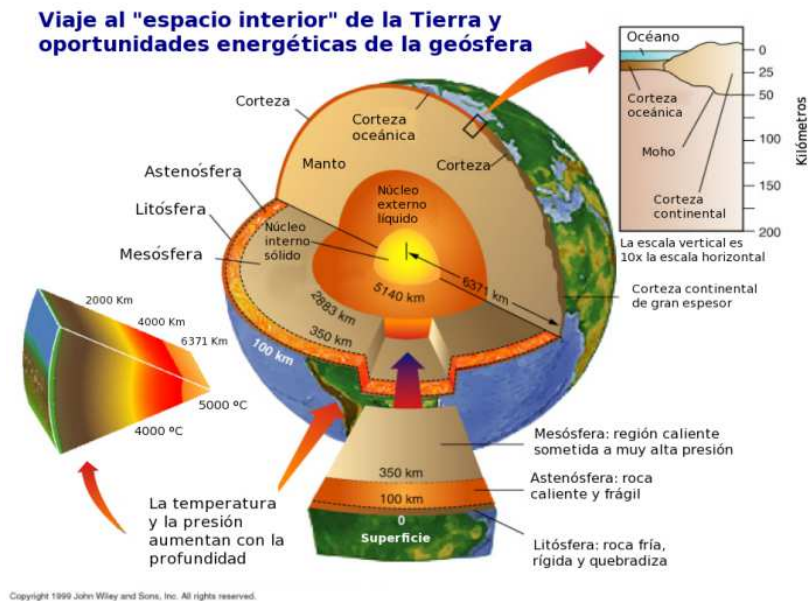 Viaje al "espacio interior" de la Tierra y
oportunidades energéticas de la geósfera
Océano
0
25
50
100
150
200
Kilómetros
Corteza
oceánica
Moho
Corteza
continental
La escala vertical es
10x la escala horizontal
Corteza
Corteza
oceánica
Manto
Corteza
Astenósfera
Litósfera
Mesósfera
Núcleo
externo
líquido
Núcleo
interno
sólido
6371 km
5140 km
2883 km
350 km
100 km
Corteza continental
de gran espesor
2000 Km
4000 Km
6371 Km
5000 ºC
4000 ºC
La temperatura
y la presión
aumentan con la
profundidad
350 km
100 km
0
Superficie
Mesósfera: región caliente
sometida a muy alta presión
Astenósfera: roca
caliente y frágil
Litósfera: roca fría,
rígida y quebradiza
Copyright 1999 John Wiley and Sons, Inc. All rights reserved.